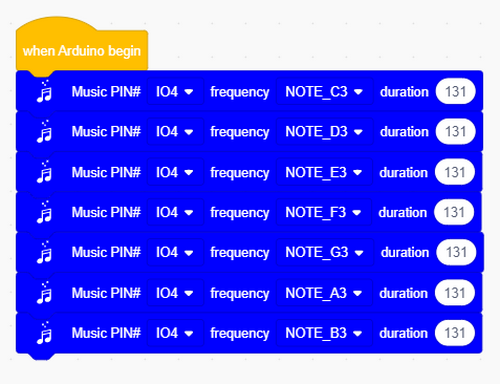 when Arduino begin
Music PIN# IO4 frequency NOTE_C3 duration 131
Music PIN# IO4 frequency NOTE_D3 duration 131
Music PIN# IO4 frequency NOTE_E3 duration 131
Music PIN# IO4 frequency NOTE_F3 duration 131
Music PIN# IO4 frequency NOTE_G3 duration 131
Music PIN# IO4 frequency NOTE_A3 duration 131
Music PIN# IO4 frequency NOTE_B3 duration 131